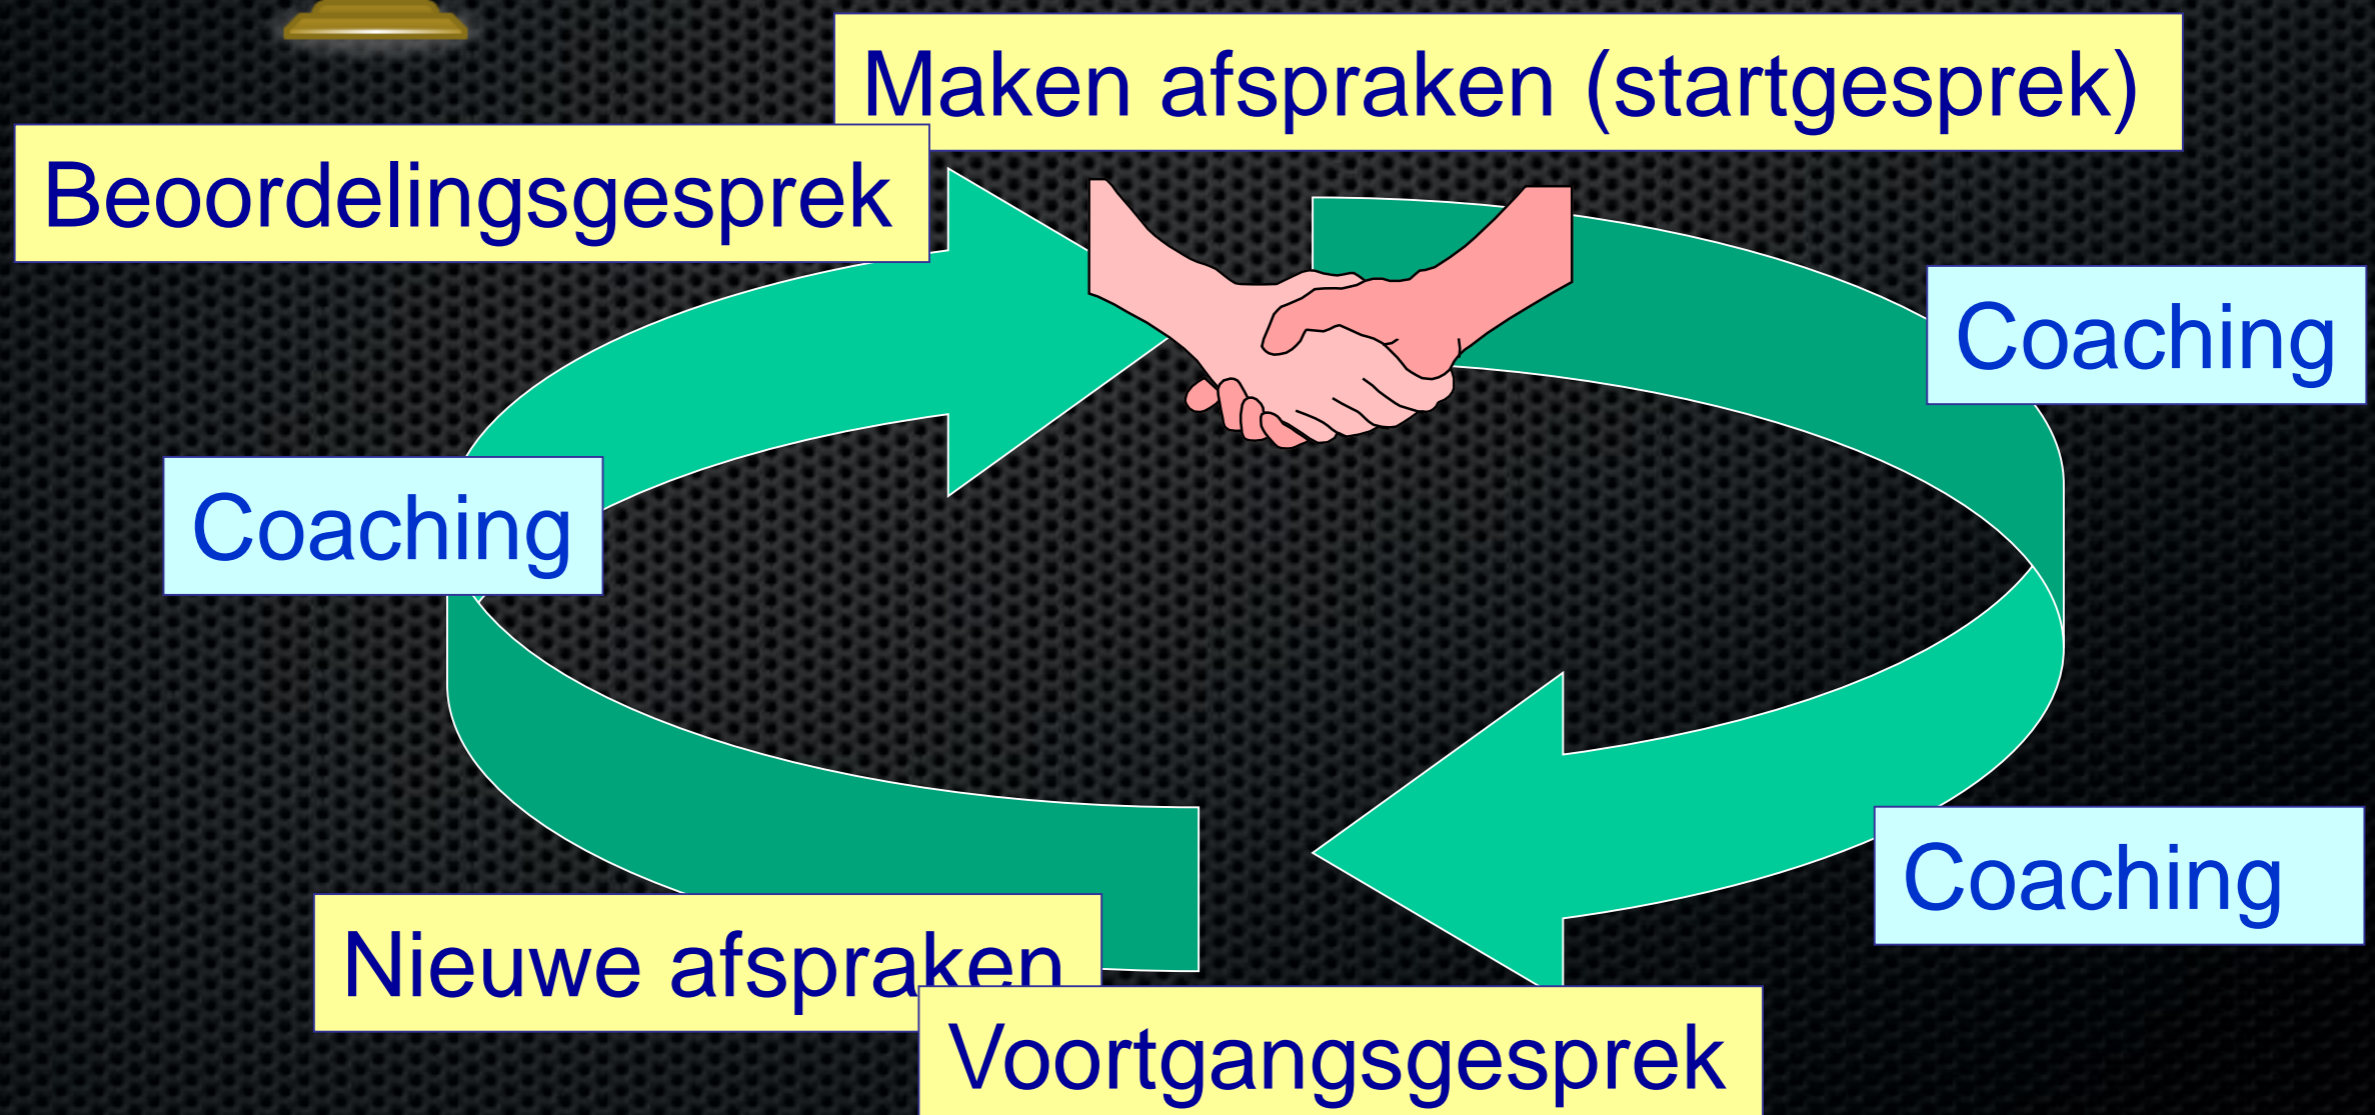 Maken afspraken (startgesprek)
Beoordelingsgesprek
Coaching
Coaching
Coaching
Nieuwe afspraken
Voortgangsgesprek